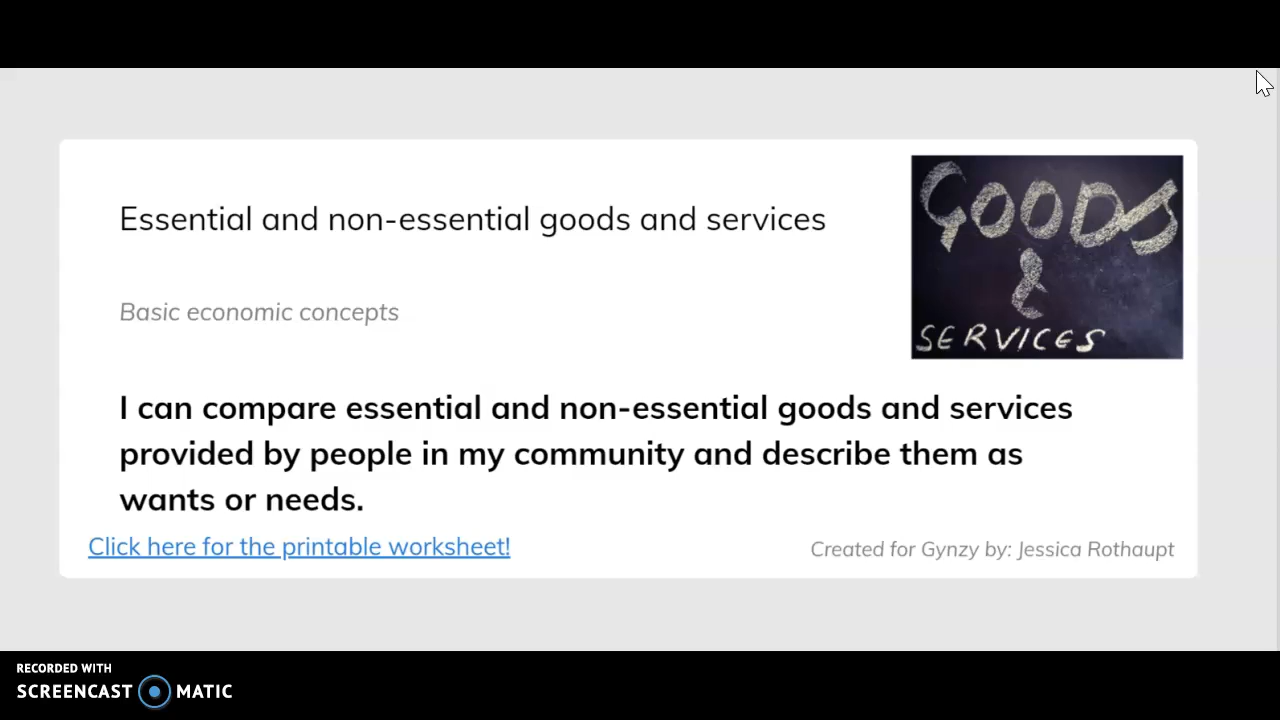 Essential and non-essential goods and services
Basic economic concepts
GOODS
&
SERVICES
I can compare essential and non-essential goods and services
provided by people in my community and describe them as
wants or needs.
Click here for the printable worksheet!
Created for Gynzy by: Jessica Rothaupt
RECORDED WITH
SCREENCAST MATIC